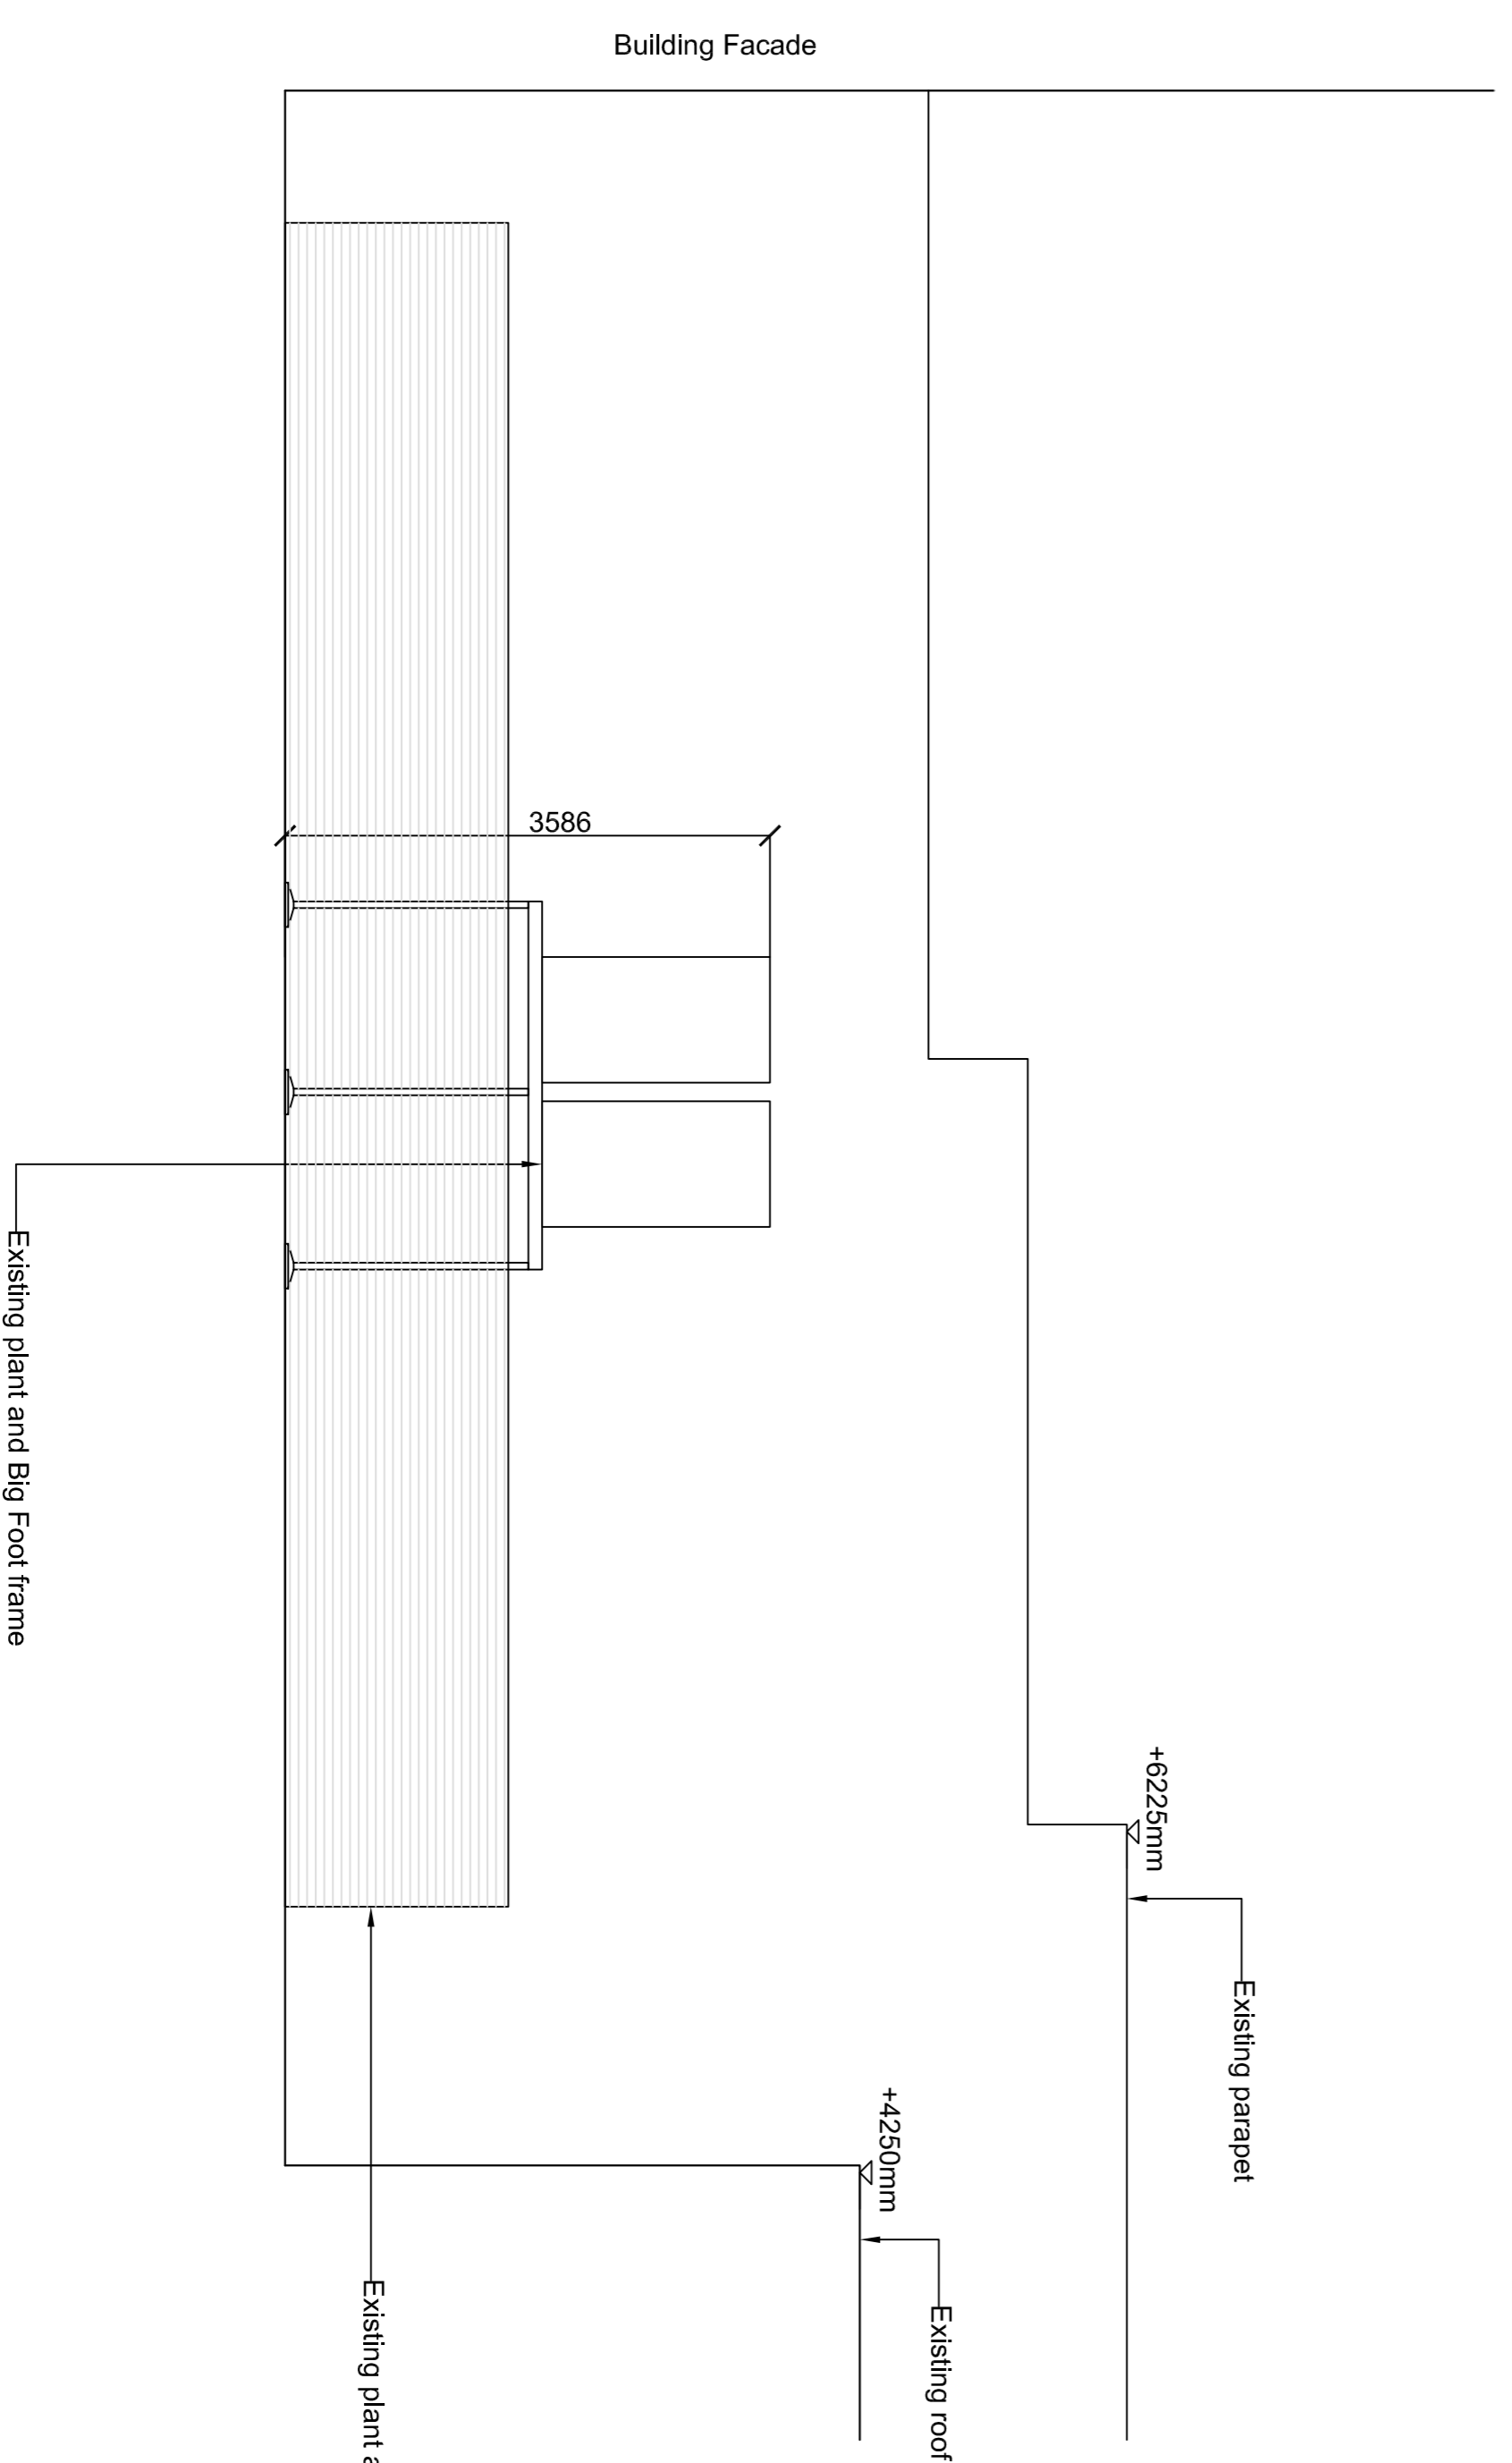 Building Facade
3586
+6225mm
Existing parapet
+4250mm
Existing roof
Existing plant and Big Foot frame
Existing plant